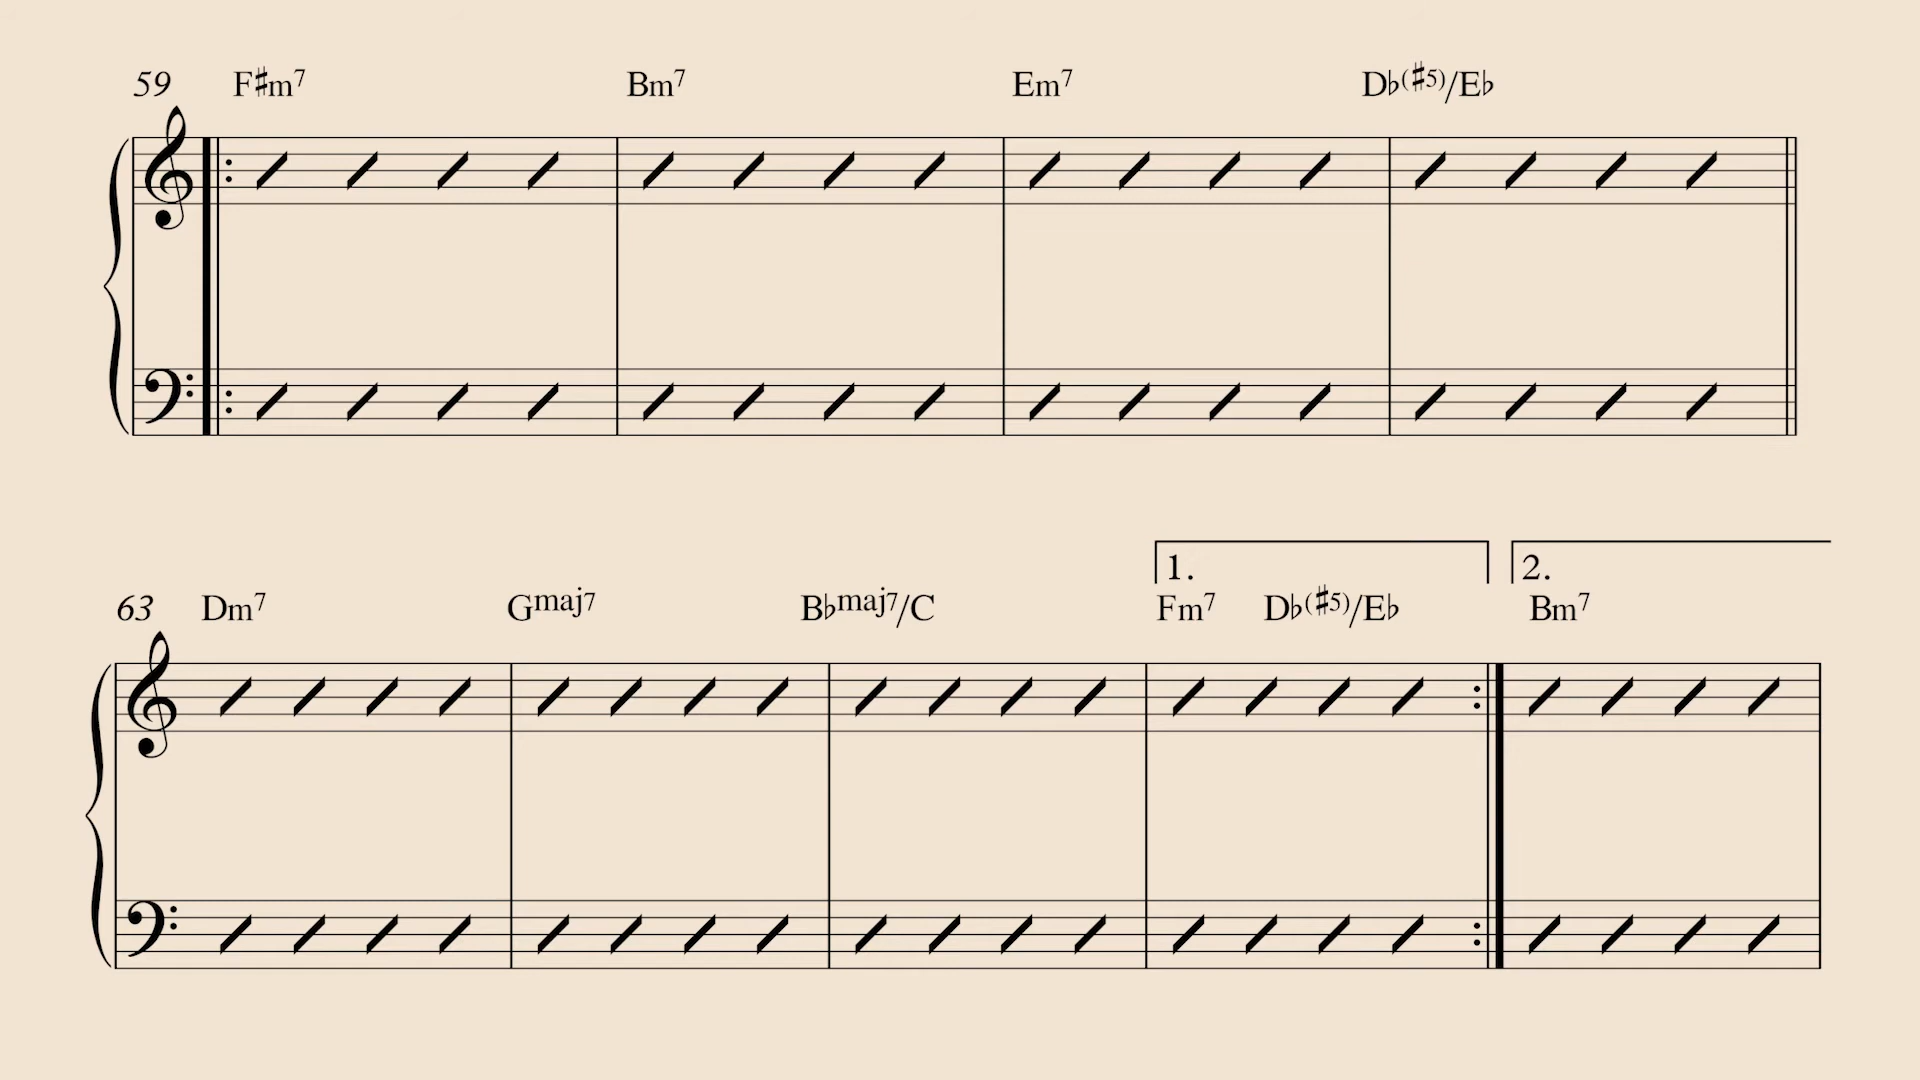 59 F♯m7 Bm7 Em7 D♭(♯5)/E♭
1. 2.
63 Dm7 Gmaj7 B♭maj7/C Fm7 D♭(♯5)/E♭ Bm7